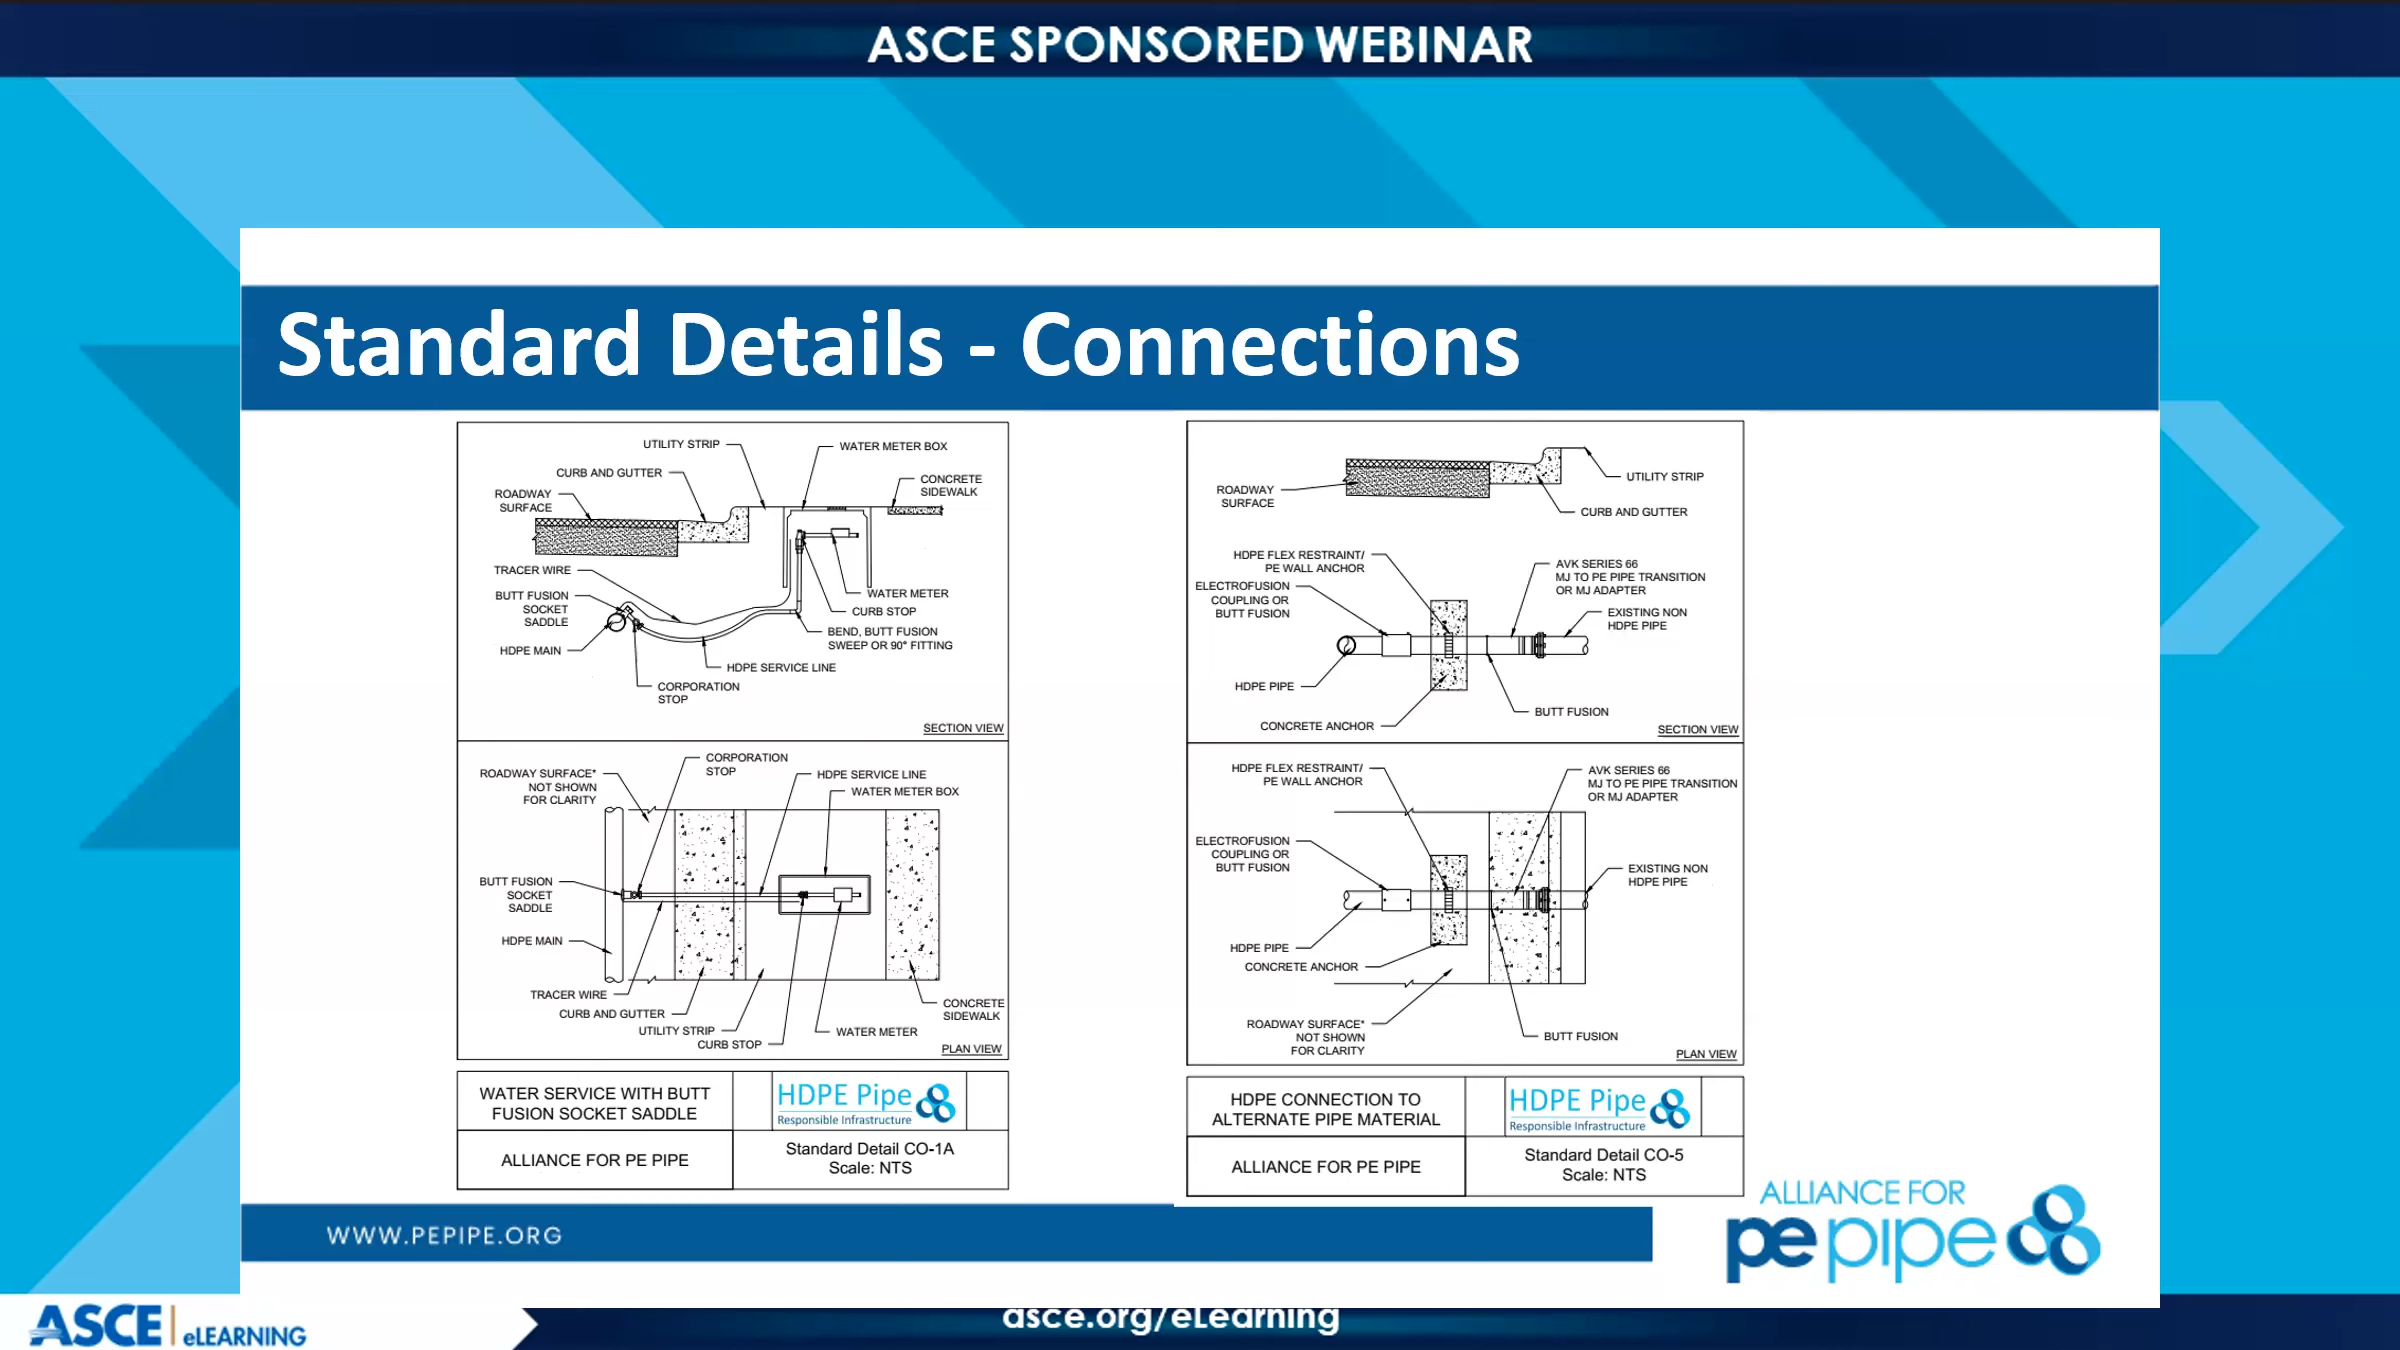 ASCE SPONSORED WEBINAR
Standard Details - Connections
UTILITY STRIP
WATER METER BOX
CURB AND GUTTER
CONCRETE
SIDEWALK
ROADWAY
SURFACE
TRACER WIRE
BUTT FUSION
SOCKET
SADDLE
WATER METER
CURB STOP
BEND, BUTT FUSION
SWEEP OR 90° FITTING
HDPE MAIN
HDPE SERVICE LINE
CORPORATION
STOP
SECTION VIEW
CORPORATION
STOP
ROADWAY SURFACE*
NOT SHOWN
FOR CLARITY
HDPE SERVICE LINE
WATER METER BOX
BUTT FUSION
SOCKET
SADDLE
HDPE MAIN
TRACER WIRE
CURB AND GUTTER
UTILITY STRIP
CURB STOP
WATER METER
CONCRETE
SIDEWALK
PLAN VIEW
WATER SERVICE WITH BUTT
FUSION SOCKET SADDLE
HDPE Pipe
Responsible Infrastructure
ALLIANCE FOR PE PIPE
Standard Detail CO-1A
Scale: NTS
UTILITY STRIP
ROADWAY
SURFACE
CURB AND GUTTER
HDPE FLEX RESTRAINT/
PE WALL ANCHOR
ELECTROFUSION
COUPLING OR
BUTT FUSION
AVK SERIES 66
MJ TO PE PIPE TRANSITION
OR MJ ADAPTER
EXISTING NON
HDPE PIPE
HDPE PIPE
CONCRETE ANCHOR
BUTT FUSION
SECTION VIEW
HDPE FLEX RESTRAINT/
PE WALL ANCHOR
AVK SERIES 66
MJ TO PE PIPE TRANSITION
OR MJ ADAPTER
ELECTROFUSION
COUPLING OR
BUTT FUSION
EXISTING NON
HDPE PIPE
HDPE PIPE
CONCRETE ANCHOR
ROADWAY SURFACE*
NOT SHOWN
FOR CLARITY
BUTT FUSION
PLAN VIEW
HDPE CONNECTION TO
ALTERNATE PIPE MATERIAL
HDPE Pipe
Responsible Infrastructure
ALLIANCE FOR PE PIPE
Standard Detail CO-5
Scale: NTS
WWW.PEPIPE.ORG
ALLIANCE FOR
pe pipe
ASCE | eLEARNING
asce.org/eLearning